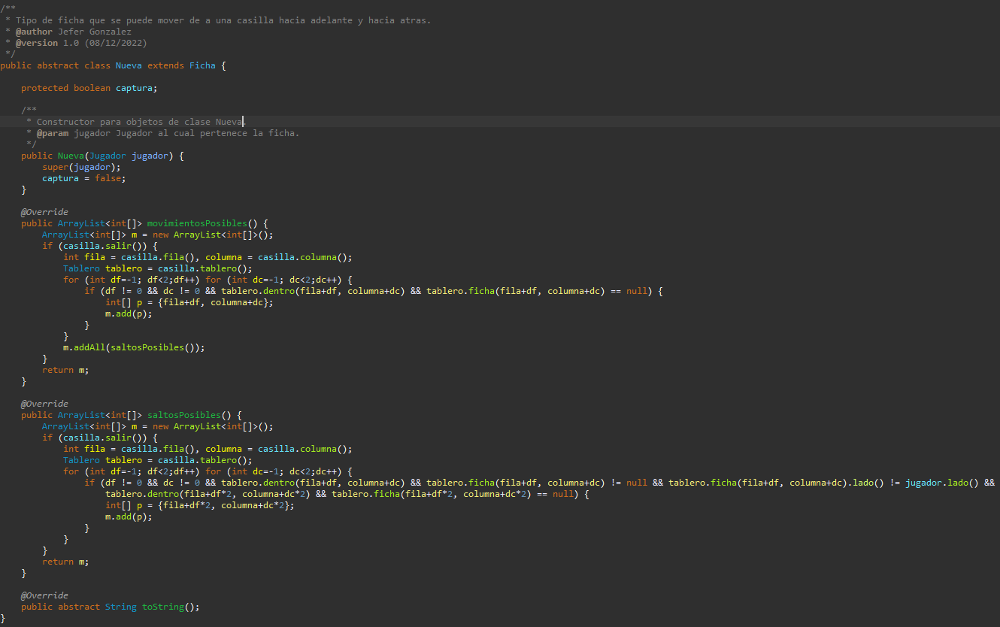 /**
 * Tipo de ficha que se puede mover de a una casilla hacia adelante y hacia atras.
 * @author Jefer Gonzalez
 * @version 1.0 (08/12/2022)
 */
public abstract class Nueva extends Ficha {
    protected boolean captura;
    /**
     * Constructor para objetos de clase Nueva.
     * @param jugador Jugador al cual pertenece la ficha.
     */
    public Nueva(Jugador jugador) {
        super(jugador);
        captura = false;
    }
    @Override
    public ArrayList<int[]> movimientosPosibles() {
        ArrayList<int[]> m = new ArrayList<int[]>();
        if (casilla.salir()) {
            int fila = casilla.fila(), columna = casilla.columna();
            Tablero tablero = casilla.tablero();
            for (int df=-1; df<2;df++) for (int dc=-1; dc<2;dc++) {
                if (df != 0 && dc != 0 && tablero.dentro(fila+df, columna+dc) && tablero.ficha(fila+df, columna+dc) == null) {
                    int[] p = {fila+df, columna+dc};
                    m.add(p);
                }
            }
            m.addAll(saltosPosibles());
        }
        return m;
    }
    @Override
    public ArrayList<int[]> saltosPosibles() {
        ArrayList<int[]> m = new ArrayList<int[]>();
        if (casilla.salir()) {
            int fila = casilla.fila(), columna = casilla.columna();
            Tablero tablero = casilla.tablero();
            for (int df=-1; df<2;df++) for (int dc=-1; dc<2;dc++) {
                if (df != 0 && dc != 0 && tablero.dentro(fila+df, columna+dc) && tablero.ficha(fila+df, columna+dc) != null && tablero.ficha(fila+df, columna+dc).lado() != jugador.lado() &&
                    tablero.dentro(fila+df*2, columna+dc*2) && tablero.ficha(fila+df*2, columna+dc*2) == null) {
                    int[] p = {fila+df*2, columna+dc*2};
                    m.add(p);
                }
            }
        }
        return m;
    }
    @Override
    public abstract String toString();
}